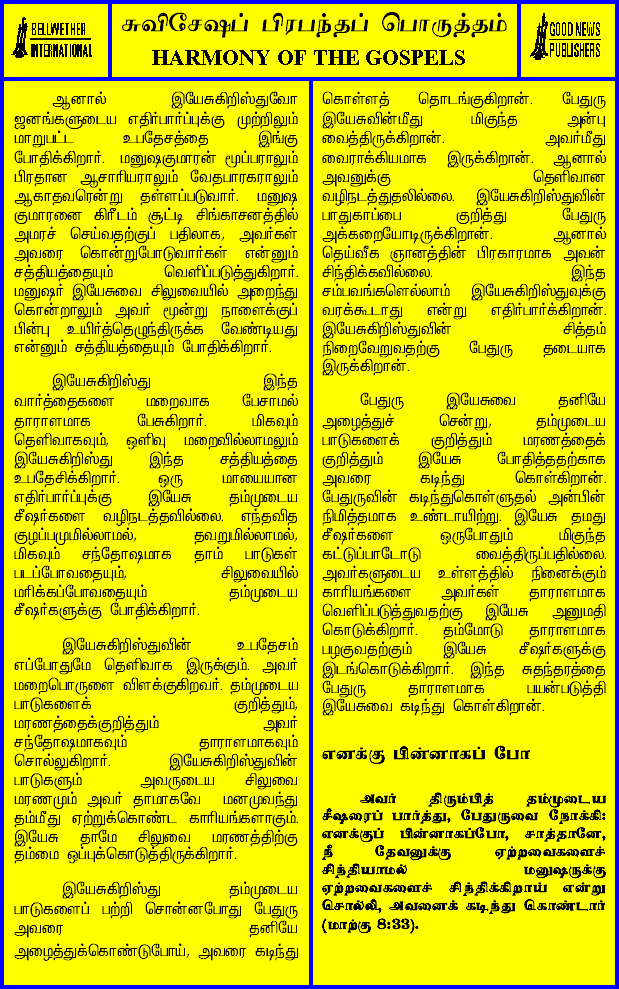 BELLWETHER
INTERNATIONAL
சுவிசேஷப் பிரபந்தப் பொருத்தம்
HARMONY OF THE GOSPELS
GOOD NEWS
PUBLISHERS
ஆனால் இயேசுகிறிஸ்துவோ
ஜனங்களுடைய எதிர்பார்ப்புக்கு முற்றிலும்
மாறுபட்ட உபதேசத்தை இங்கு
போதிக்கிறார். மனுஷகுமாரன் மூப்பராலும்
பிரதான ஆசாரியராலும் வேதபாரகராலும்
ஆகாதவரென்று தள்ளப்படுவார். மனுஷ
குமாரனை கிரீடம் சூட்டி சிங்காசனத்தில்
அமரச் செய்வதற்குப் பதிலாக, அவர்கள்
அவரை கொன்றுபோடுவார்கள் என்னும்
சத்தியத்தையும் வெளிப்படுத்துகிறார்.
மனுஷர் இயேசுவை சிலுவையில் அறைந்து
கொன்றாலும் அவர் மூன்று நாளைக்குப்
பின்பு உயிர்த்தெழுந்திருக்க வேண்டியது
என்னும் சத்தியத்தையும் போதிக்கிறார்.
இயேசுகிறிஸ்து இந்த
வார்த்தைகளை மறைவாக பேசாமல்
தாராளமாக பேசுகிறார். மிகவும்
தெளிவாகவும், ஒளிவு மறைவில்லாமலும்
இயேசுகிறிஸ்து இந்த சத்தியத்தை
உபதேசிக்கிறார். ஒரு மாயையான
எதிர்பார்ப்புக்கு இயேசு தம்முடைய
சீஷர்களை வழிநடத்தவில்லை. எந்தவித
குழப்பமுமில்லாமல், தவறுமில்லாமல்,
மிகவும் சந்தோஷமாக தாம் பாடுகள்
படப்போவதையும், சிலுவையில்
மரிக்கப்போவதையும் தம்முடைய
சீஷர்களுக்கு போதிக்கிறார்.
இயேசுகிறிஸ்துவின் உபதேசம்
எப்போதுமே தெளிவாக இருக்கும். அவர்
மறைபொருளை விளக்குகிறவர். தம்முடைய
பாடுகளைக் குறித்தும்,
மரணத்தைக்குறித்தும் அவர்
சந்தோஷமாகவும் தாராளமாகவும்
சொல்லுகிறார். இயேசுகிறிஸ்துவின்
பாடுகளும் அவருடைய சிலுவை
மரணமும் அவர் தாமாகவே மனமுவந்து
தம்மீது ஏற்றுக்கொண்ட காரியங்களாகும்.
இயேசு தாமே சிலுவை மரணத்திற்கு
தம்மை ஒப்புக்கொடுத்திருக்கிறார்.
இயேசுகிறிஸ்து தம்முடைய
பாடுகளைப் பற்றி சொன்னபோது பேதுரு
அவரை தனியே
அழைத்துக்கொண்டுபோய், அவரை கடிந்து
கொள்ளத் தொடங்குகிறான். பேதுரு
இயேசுவின்மீது மிகுந்த அன்பு
வைத்திருக்கிறான். அவர்மீது
வைராக்கியமாக இருக்கிறான். ஆனால்
அவனுக்கு தெளிவான
வழிநடத்துதலில்லை. இயேசுகிறிஸ்துவின்
பாதுகாப்பை குறித்து பேதுரு
அக்கறையோடிருக்கிறான். ஆனால்
தெய்வீக ஞானத்தின் பிரகாரமாக அவன்
சிந்திக்கவில்லை. இந்த
சம்பவங்களெல்லாம் இயேசுகிறிஸ்துவுக்கு
வரக்கூடாது என்று எதிர்பார்க்கிறான்.
இயேசுகிறிஸ்துவின் சித்தம்
நிறைவேறுவதற்கு பேதுரு தடையாக
இருக்கிறான்.
பேதுரு இயேசுவை தனியே
அழைத்துச் சென்று, தம்முடைய
பாடுகளைக் குறித்தும் மரணத்தைக்
குறித்தும் இயேசு போதித்ததற்காக
அவரை கடிந்து கொள்கிறான்.
பேதுருவின் கடிந்துகொள்ளுதல் அன்பின்
நிமித்தமாக உண்டாயிற்று. இயேசு தமது
சீஷர்களை ஒருபோதும் மிகுந்த
கட்டுப்பாடோடு வைத்திருப்பதில்லை.
அவர்களுடைய உள்ளத்தில் நினைக்கும்
காரியங்களை அவர்கள் தாராளமாக
வெளிப்படுத்துவதற்கு இயேசு அனுமதி
கொடுக்கிறார். தம்மோடு தாராளமாக
பழகுவதற்கும் இயேசு சீஷர்களுக்கு
இடங்கொடுக்கிறார். இந்த சுதந்தரத்தை
பேதுரு தாராளமாக பயன்படுத்தி
இயேசுவை கடிந்து கொள்கிறான்.
எனக்கு பின்னாகப் போ
அவர் திரும்பித் தம்முடைய
சீஷரைப் பார்த்து, பேதுருவை நோக்கி:
எனக்குப் பின்னாகப்போ, சாத்தானே,
நீ தேவனுக்கு ஏற்றவைகளைச்
சிந்தியாமல் மனுஷருக்கு
ஏற்றவைகளைச் சிந்திக்கிறாய் என்று
சொல்லி, அவனைக் கடிந்து கொண்டார்
(மாற்கு 8:33).